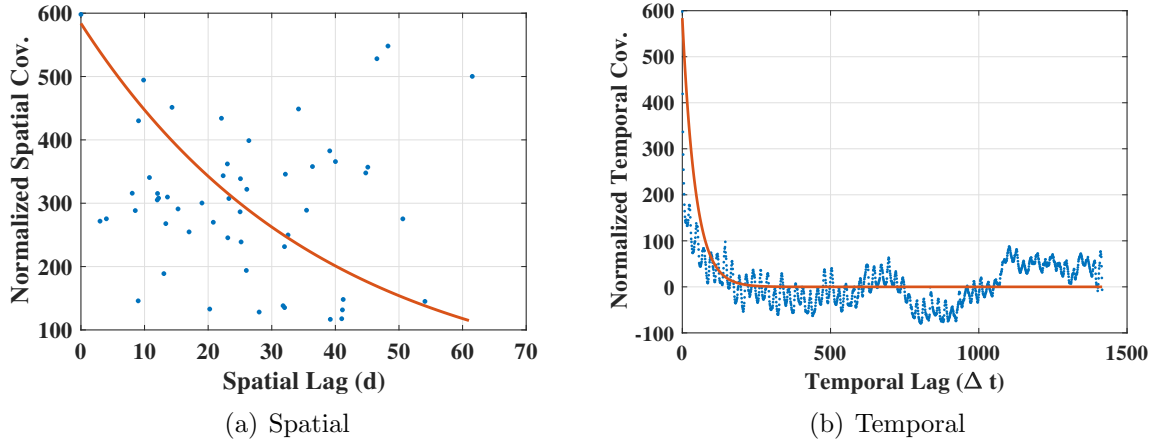 Normalized Spatial Cov.
600
500
400
300
200
100
0 10 20 30 40 50 60 70
Spatial Lag (d)
(a) Spatial
Normalized Temporal Cov.
600
500
400
300
200
100
0
-100
0 500 1000 1500
Temporal Lag (Δ t)
(b) Temporal